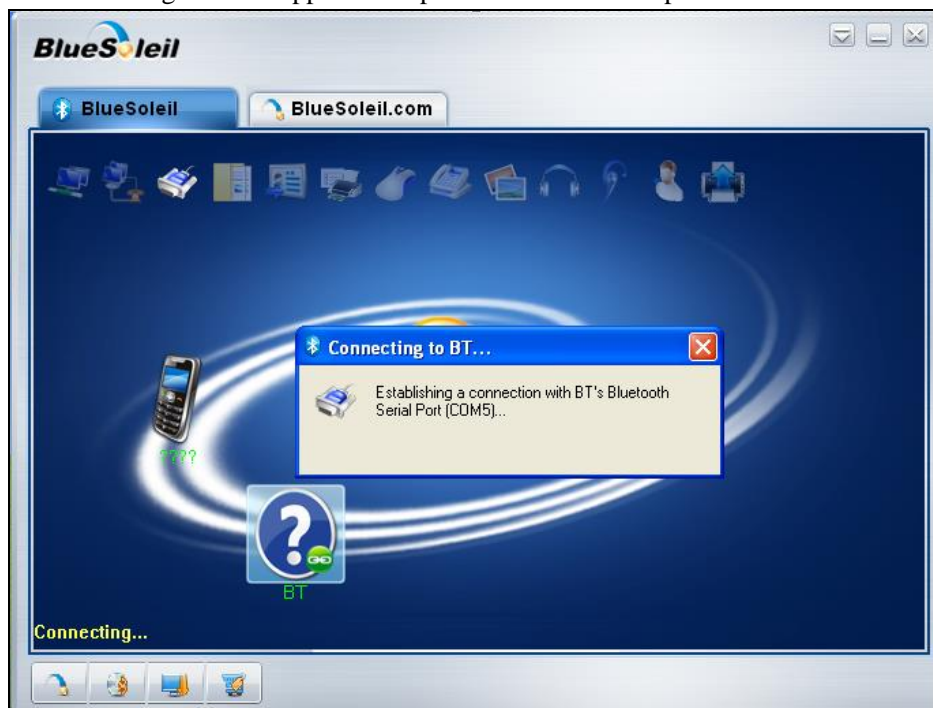 BlueSoleil
BlueSoleil
BlueSoleil.com
Connecting to BT...
Establishing a connection with BT's Bluetooth
Serial Port (COM5)...
????
BT
Connecting...